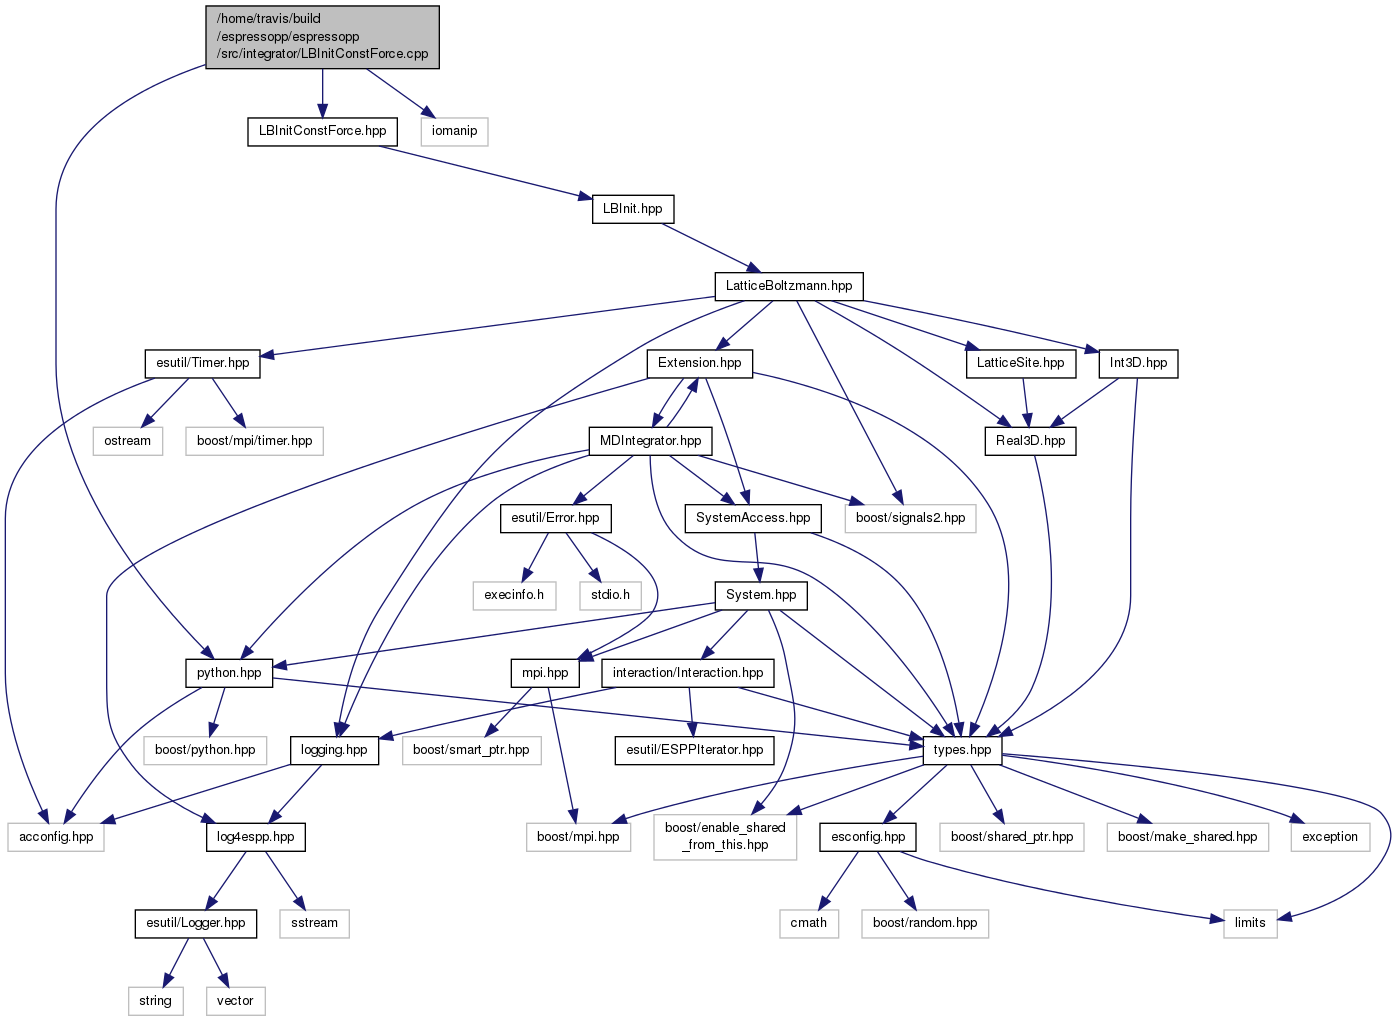 /home/travis/build
/espressopp/espressopp
/src/integrator/LBInitConstForce.cpp
LBInitConstForce.hpp
iomanip
LBInit.hpp
LatticeBoltzmann.hpp
esutil/Timer.hpp
Extension.hpp
LatticeSite.hpp
Int3D.hpp
ostream
boost/mpi/timer.hpp
MDIntegrator.hpp
Real3D.hpp
esutil/Error.hpp
SystemAccess.hpp
boost/signals2.hpp
execinfo.h
stdio.h
System.hpp
python.hpp
mpi.hpp
interaction/Interaction.hpp
boost/python.hpp
logging.hpp
boost/smart_ptr.hpp
esutil/ESPPIterator.hpp
types.hpp
acconfig.hpp
log4espp.hpp
boost/mpi.hpp
boost/enable_shared
_from_this.hpp
esconfig.hpp
boost/shared_ptr.hpp
boost/make_shared.hpp
exception
esutil/Logger.hpp
sstream
cmath
boost/random.hpp
limits
string
vector